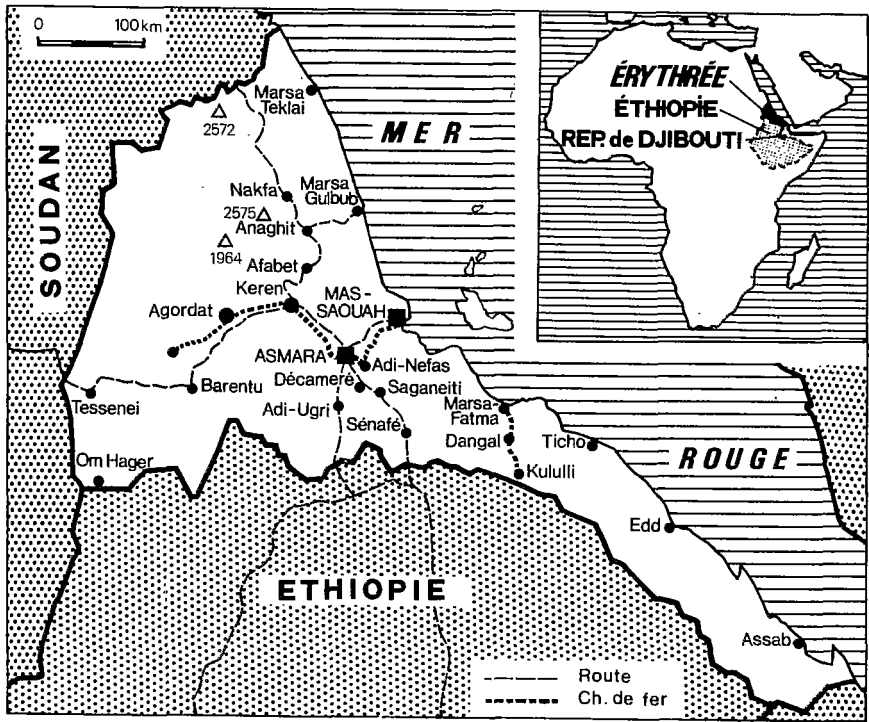 0 100km
Marsa
Teklai
2572
MER
SOUDAN
Nakfa
Marsa
Gulbub
2575
Anaghit
1964
Afabet
Keren
MAS-
SAOUAH
Agordat
ASMARA
Adi-Nefas
Décameré
Saganeiti
Barentu
Tessenei
Adi-Ugri
Sénafé
Marsa-
Fatma
Dangal
Ticho
ROUGE
Om Hager
Kululli
Edd
ETHIOPIE
Assab
Route
Ch. de fer
ÉRYTHRÉE
ÉTHIOPIE
REP. de DJIBOUTI